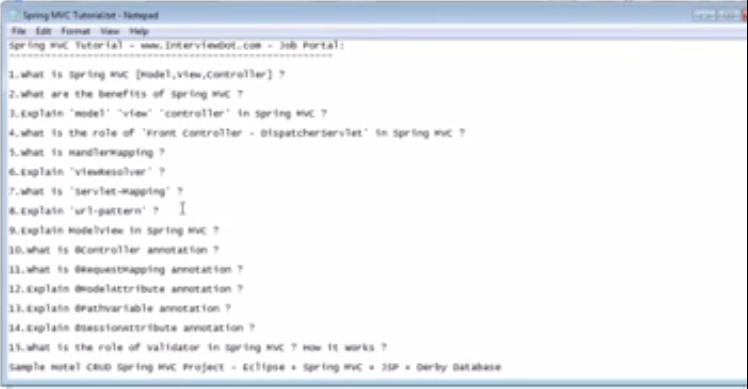 Spring MVC Tutorial.txt - Notepad
File Edit Format View Help
Spring MVC Tutorial - www.InterviewDot.com - Job Portal:
--------------------------------------------------------
1.What is Spring MVC [Model,View,Controller] ?
2.What are the benefits of Spring MVC ?
3.Explain `model` `view` `controller` in Spring MVC ?
4.What is the role of `Front Controller - DispatcherServlet` in Spring MVC ?
5.What is HandlerMapping ?
6.Explain `ViewResolver` ?
7.What is `Servlet-Mapping` ?
8.Explain `url-pattern` ?
9.Explain ModelView in Spring MVC ?
10.What is @Controller annotation ?
11.What is @RequestMapping annotation ?
12.Explain @ModelAttribute annotation ?
13.Explain @Pathvariable annotation ?
14.Explain @SessionAttribute annotation ?
15.What is the role of Validator in Spring MVC ? How it works ?
Sample Hotel CRUD Spring MVC Project - Eclipse + Spring MVC + JSP + Derby Database